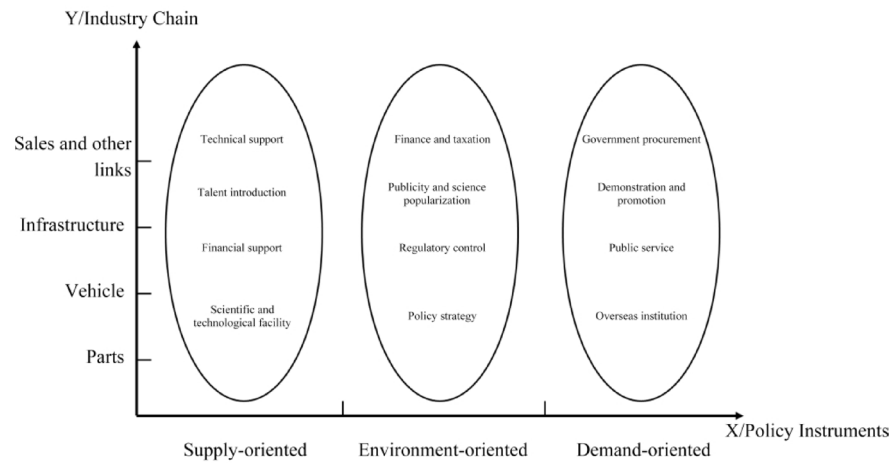 Y/Industry Chain
Sales and other
links
Infrastructure
Vehicle
Parts
Technical support
Talent introduction
Financial support
Scientific and
technological facility
Finance and taxation
Publicity and science
popularization
Regulatory control
Policy strategy
Government procurement
Demonstration and
promotion
Public service
Overseas institution
X/Policy Instruments
Supply-oriented
Environment-oriented
Demand-oriented